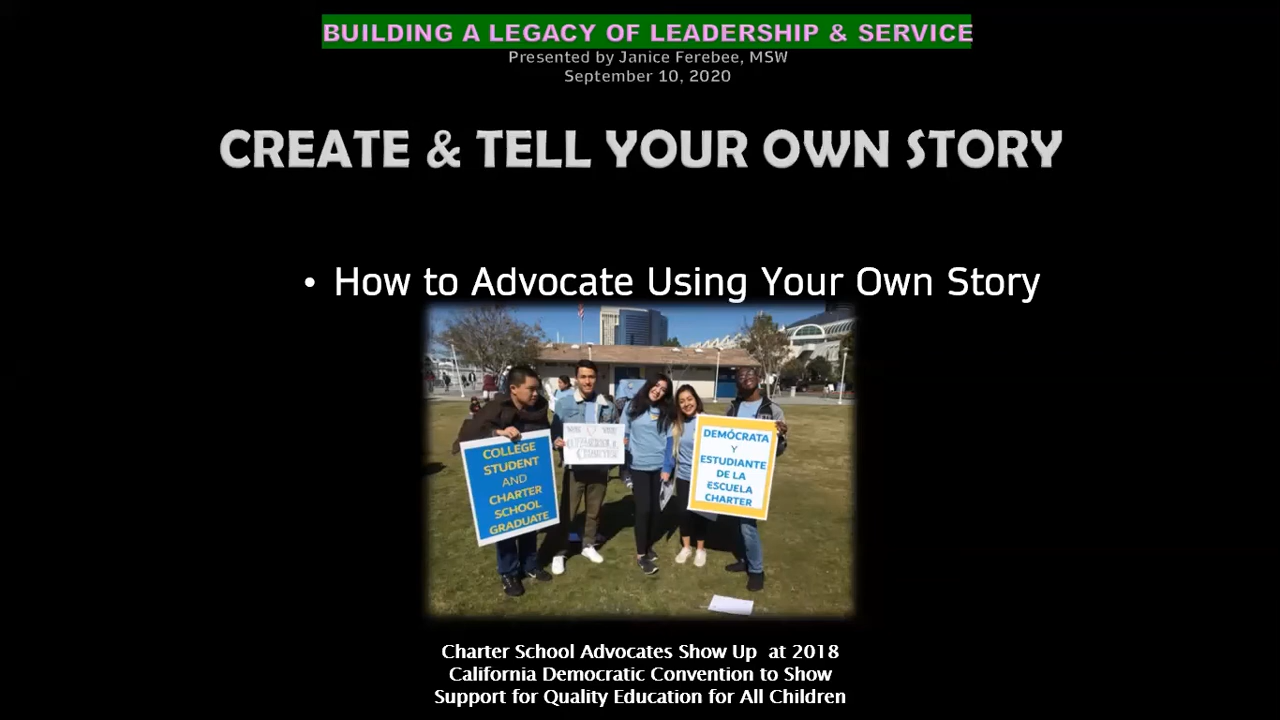 BUILDING A LEGACY OF LEADERSHIP & SERVICE
Presented by Janice Ferebee, MSW
September 10, 2020
CREATE & TELL YOUR OWN STORY
• How to Advocate Using Your Own Story
COLLEGE
STUDENT
AND
CHARTER
SCHOOL
GRADUATE
DEMÓCRATA
Y
ESTUDIANTE
DE LA
ESCUELA
CHARTER
Charter School Advocates Show Up at 2018
California Democratic Convention to Show
Support for Quality Education for All Children